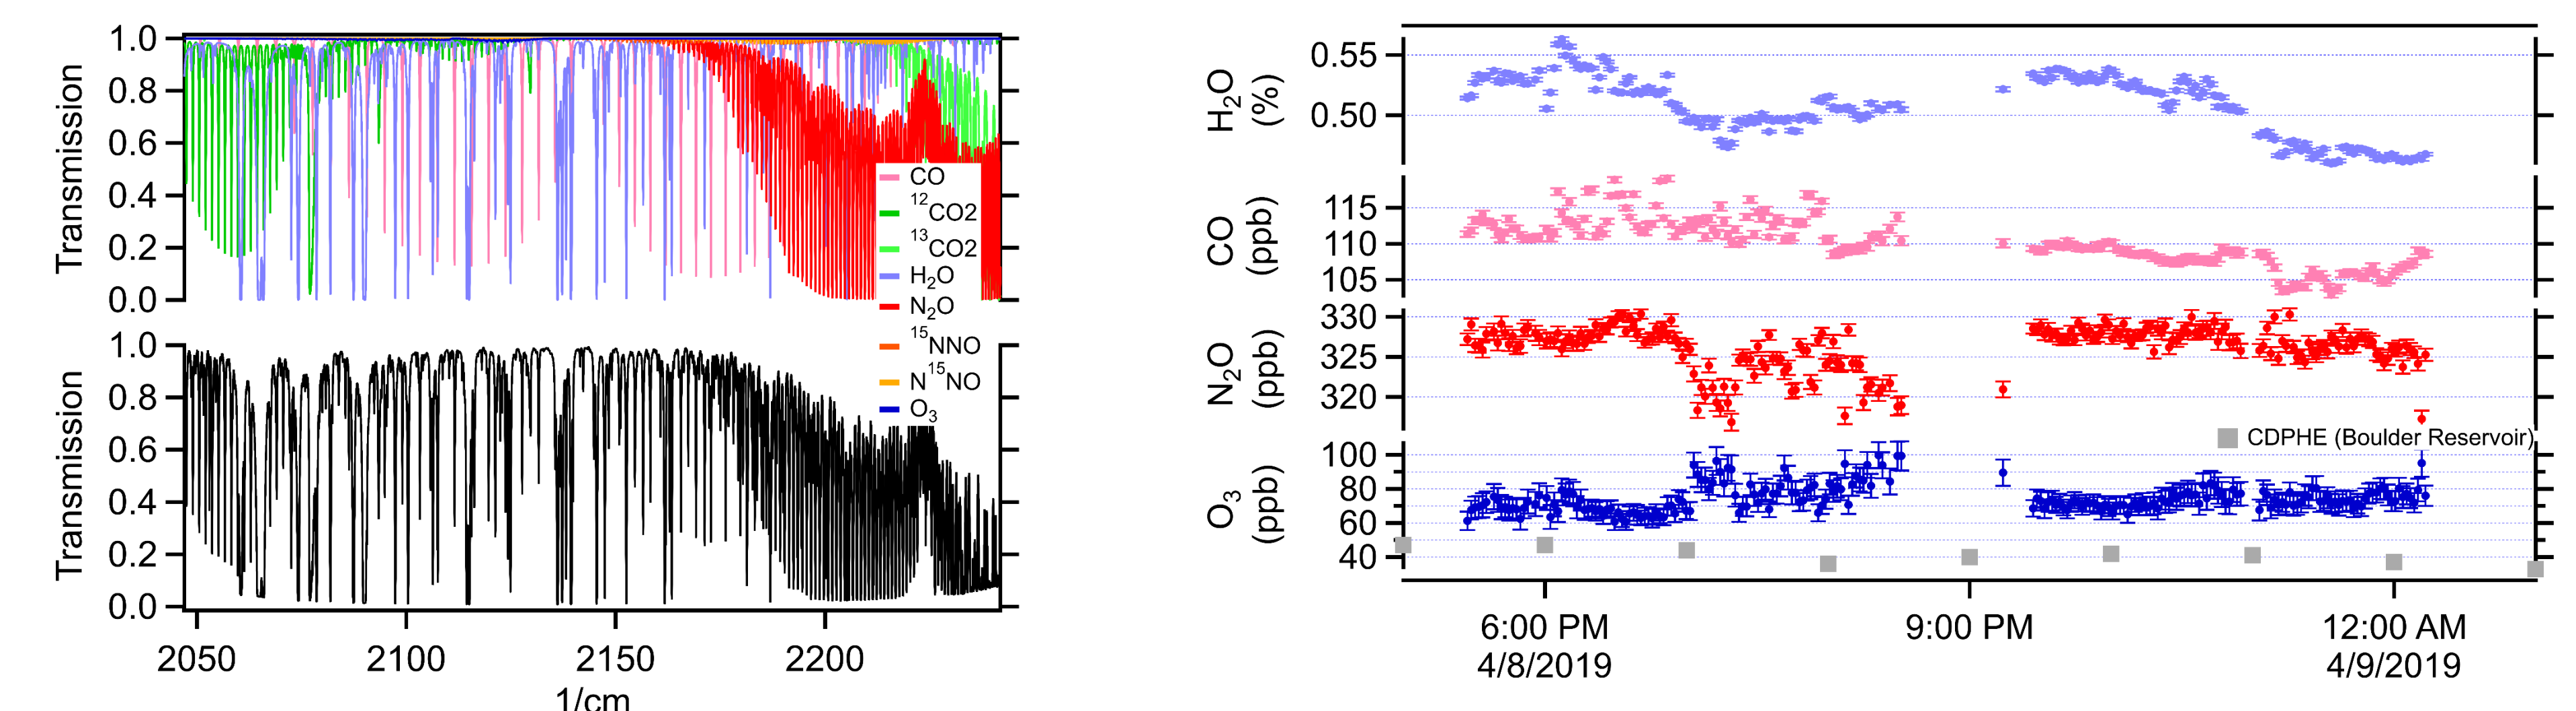 Transmission
1.0
0.8
0.6
0.4
0.2
0.0
CO
¹²CO2
¹³CO2
H₂O
N₂O
¹⁵NNO
N¹⁵NO
O₃
Transmission
1.0
0.8
0.6
0.4
0.2
0.0
2050 2100 2150 2200
1/cm
H₂O
(%)
0.55
0.50
CO
(ppb)
115
110
105
N₂O
(ppb)
330
325
320
O₃
(ppb)
100
80
60
40
CDPHE (Boulder Reservoir)
6:00 PM 9:00 PM 12:00 AM
4/8/2019 4/9/2019